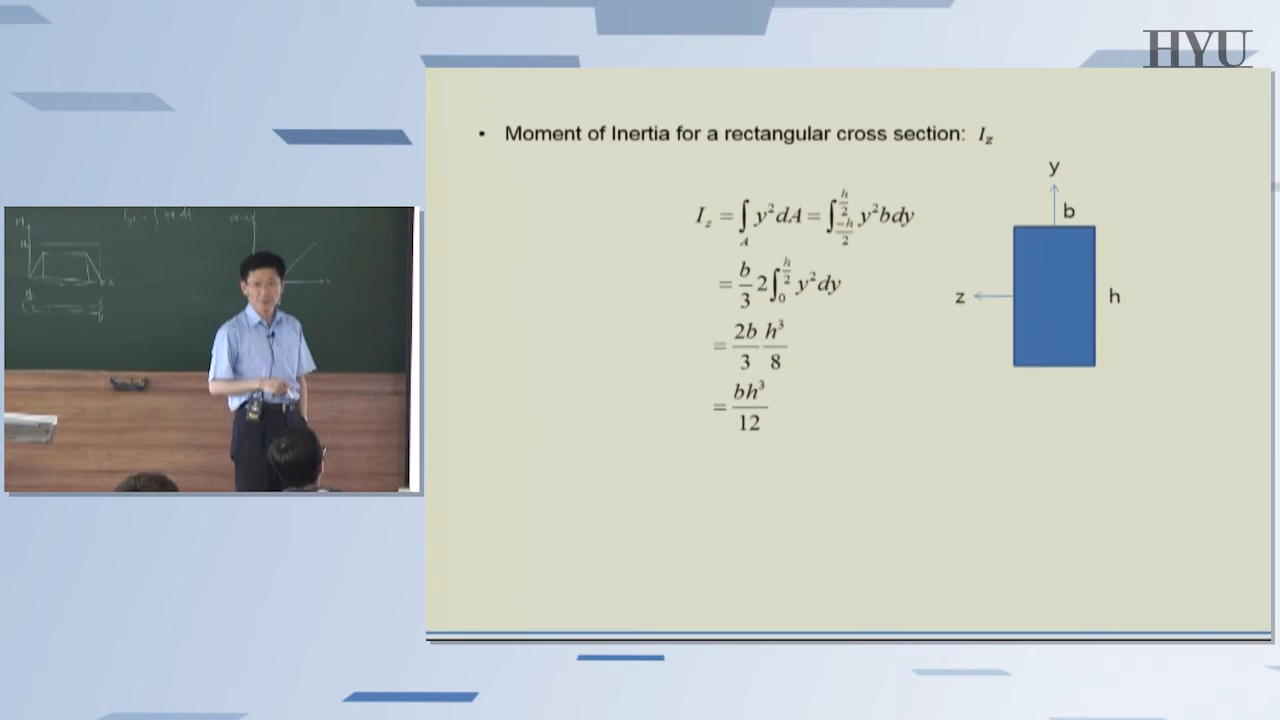 HYU
• Moment of Inertia for a rectangular cross section: I_z
I_z = ∫_A y²dA = ∫_{-h/2}^{h/2} y²bdy
= b/3 2∫_0^{h/2} y²dy
= 2b/3 h³/8
= bh³/12
y
b
z
h